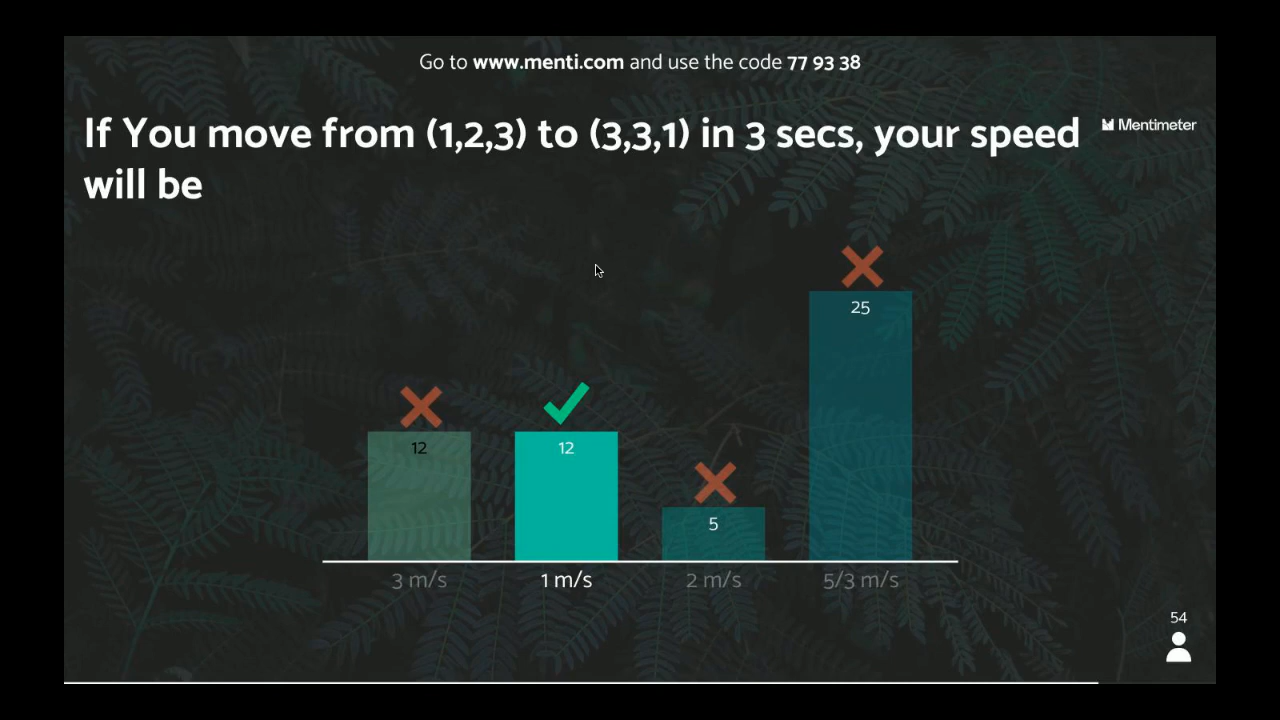 Go to www.menti.com and use the code 77 93 38
If You move from (1,2,3) to (3,3,1) in 3 secs, your speed
will be
Mentimeter
25
12
12
5
3 m/s
1 m/s
2 m/s
5/3 m/s
54